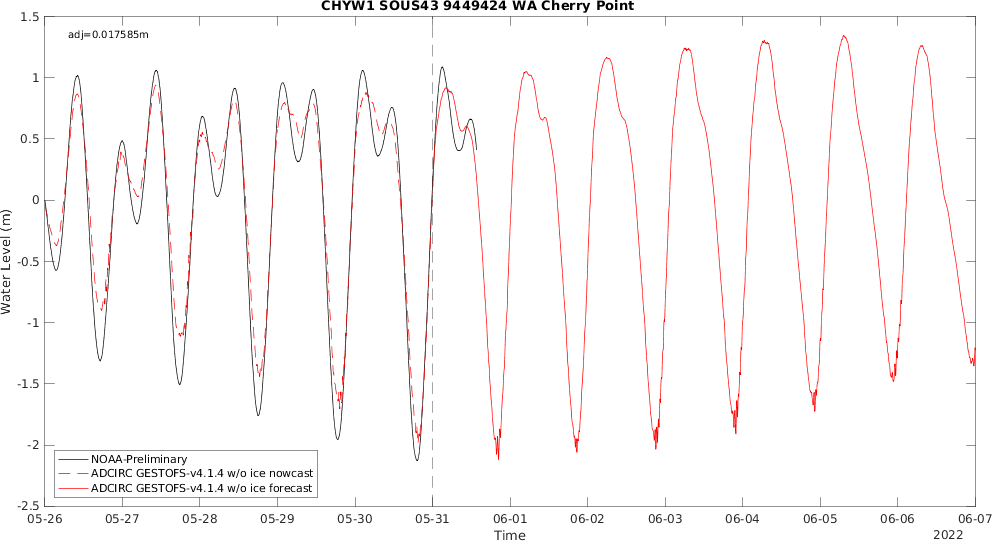 CHYW1 SOUS43 9449424 WA Cherry Point
adj=0.017585m
1.5
1
0.5
0
-0.5
-1
-1.5
-2
-2.5
Water Level (m)
NOAA-Preliminary
ADCIRC GESTOFS-v4.1.4 w/o ice nowcast
ADCIRC GESTOFS-v4.1.4 w/o ice forecast
05-26 05-27 05-28 05-29 05-30 05-31 06-01 06-02 06-03 06-04 06-05 06-06 06-07
Time
2022